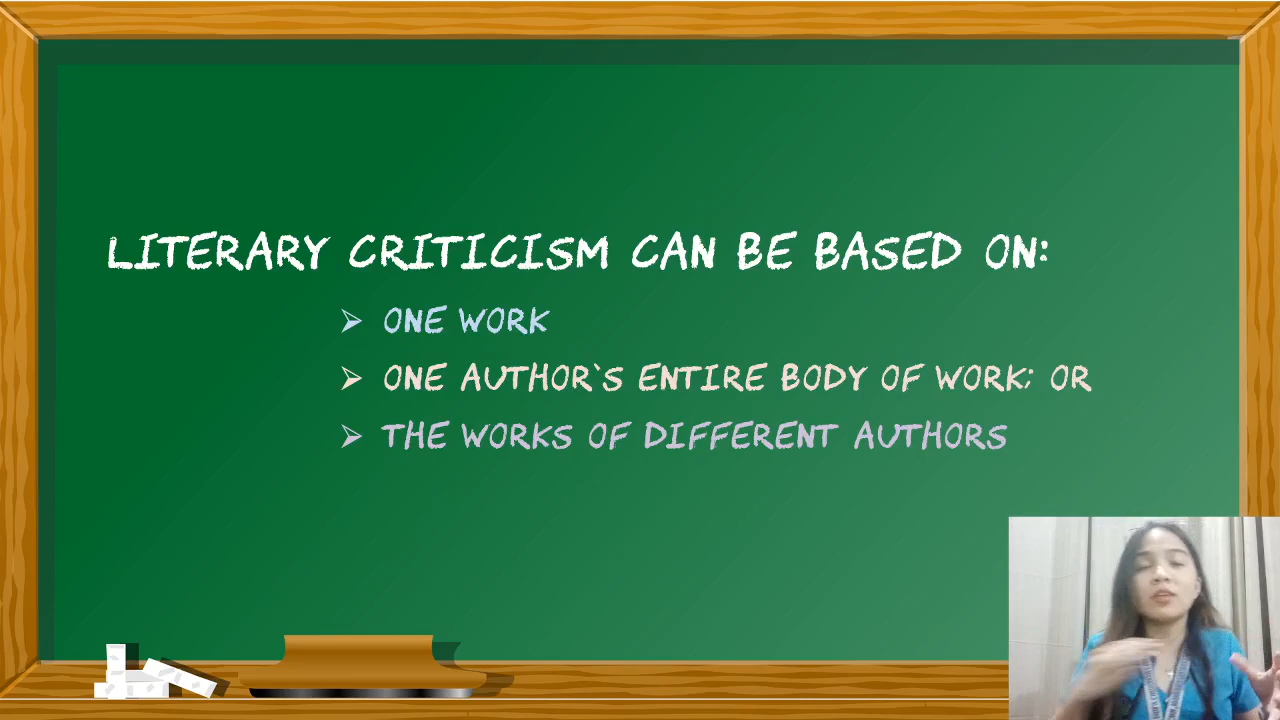 LITERARY CRITICISM CAN BE BASED ON:
➢ ONE WORK
➢ ONE AUTHOR`S ENTIRE BODY OF WORK; OR
➢ THE WORKS OF DIFFERENT AUTHORS